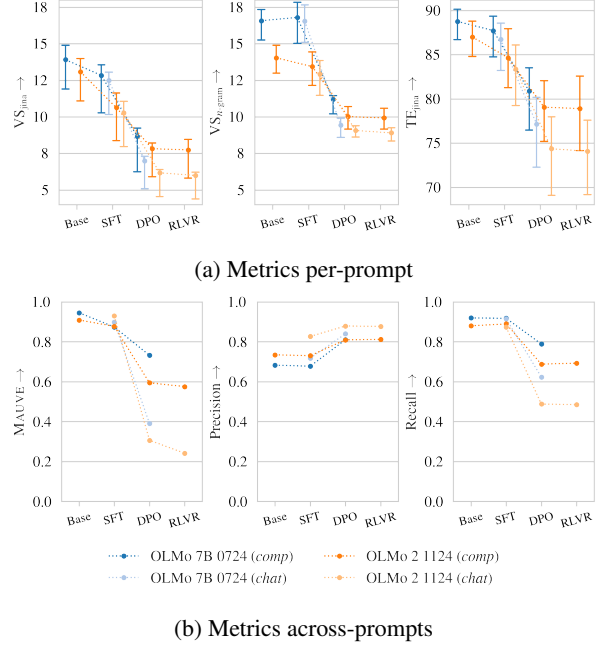 18
15
12
10
8
5
VS_jina →
Base
SFT
DPO
RLVR
18
15
12
10
8
5
VS_n-gram →
Base
SFT
DPO
RLVR
90
85
80
75
70
TE_jina →
Base
SFT
DPO
RLVR
(a) Metrics per-prompt
1.0
0.8
0.6
0.4
0.2
0.0
MAUVE →
Base
SFT
DPO
RLVR
1.0
0.8
0.6
0.4
0.2
0.0
Precision →
Base
SFT
DPO
RLVR
1.0
0.8
0.6
0.4
0.2
0.0
Recall →
Base
SFT
DPO
RLVR
OLMo 7B 0724 (comp)
OLMo 2 1124 (comp)
OLMo 7B 0724 (chat)
OLMo 2 1124 (chat)
(b) Metrics across-prompts